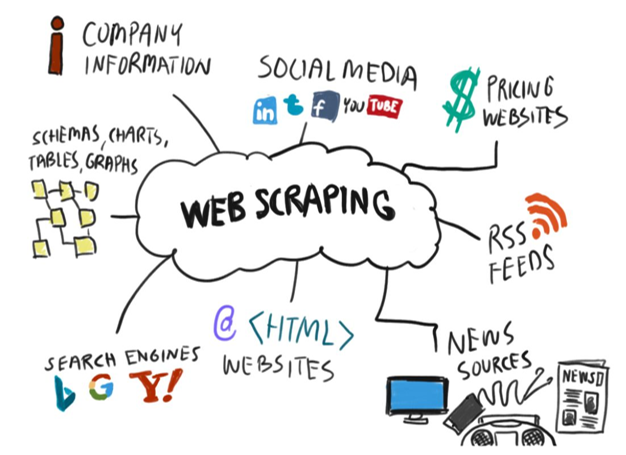 COMPANY
INFORMATION
SOCIAL MEDIA
in t f YOU TUBE
$ PRICING
WEBSITES
SCHEMAS, CHARTS,
TABLES, GRAPHS
WEB SCRAPING
RSS
FEEDS
@ <HTML>
WEBSITES
SEARCH ENGINES
b G Y!
NEWS
SOURCES
NEWS